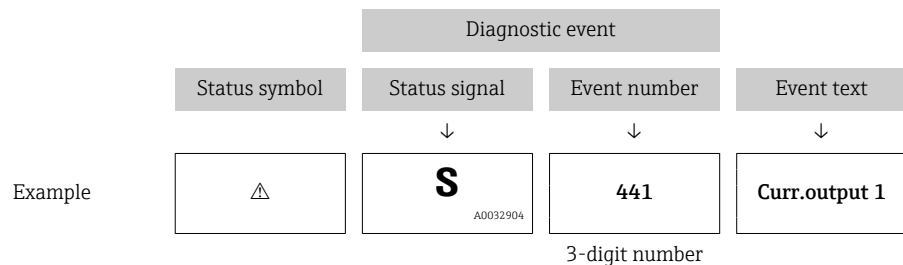 Diagnostic event
Status symbol Status signal Event number Event text
↓ ↓ ↓
Example ⚠ S 441 Curr.output 1
A0032904
3-digit number